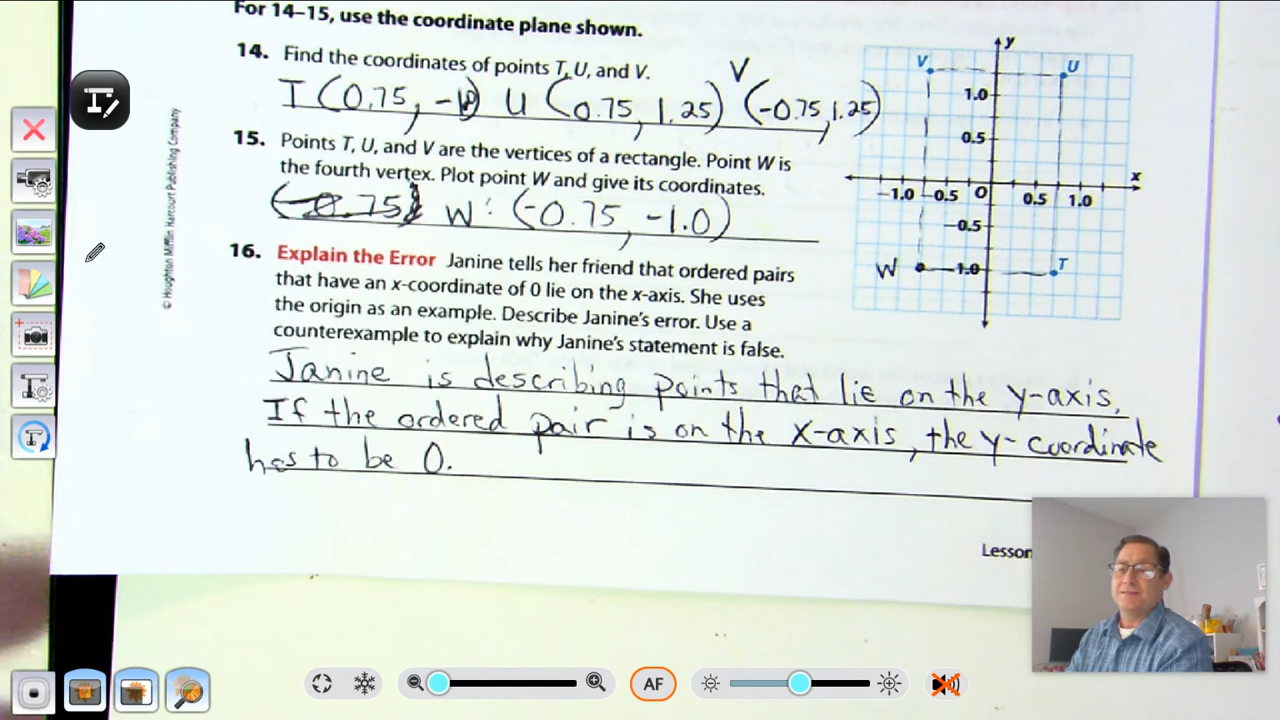 For 14–15, use the coordinate plane shown.
14. Find the coordinates of points T, U, and V.
T (0.75, -1.0) U (0.75, 1.25) V (-0.75, 1.25)
15. Points T, U, and V are the vertices of a rectangle. Point W is
the fourth vertex. Plot point W and give its coordinates.
W: (-0.75, -1.0)
16. Explain the Error Janine tells her friend that ordered pairs
that have an x-coordinate of 0 lie on the x-axis. She uses
the origin as an example. Describe Janine's error. Use a
counterexample to explain why Janine's statement is false.
Janine is describing points that lie on the y-axis.
If the ordered pair is on the x-axis, the y-coordinate
has to be 0.
y
V
U
1.0
0.5
x
−1.0 −0.5 O 0.5 1.0
−0.5
W −1.0 T
© Houghton Mifflin Harcourt Publishing Company
Lesson
AF